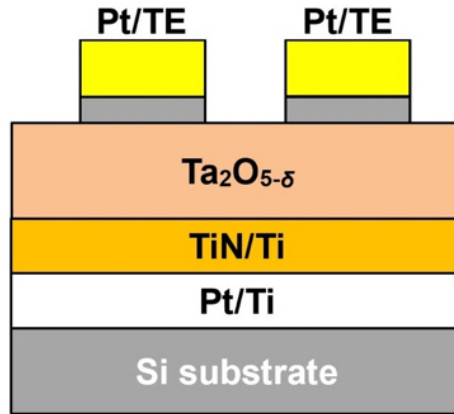 Pt/TE Pt/TE
Ta₂O₅₋δ
TiN/Ti
Pt/Ti
Si substrate